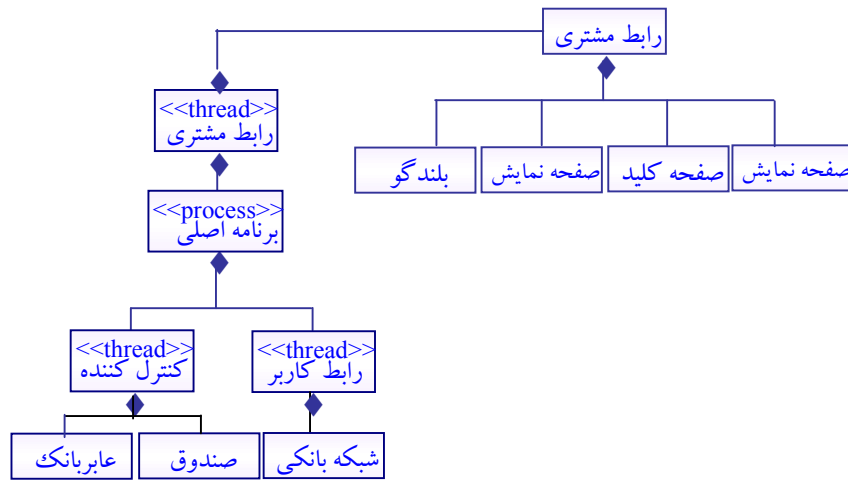 رابط مشتری
<<thread>>
رابط مشتری
بلندگو
صفحه نمایش
صفحه کلید
صفحه نمایش
<<process>>
برنامه اصلی
<<thread>>
کنترل کننده
<<thread>>
رابط کاربر
عابربانک
صندوق
شبکه بانکی